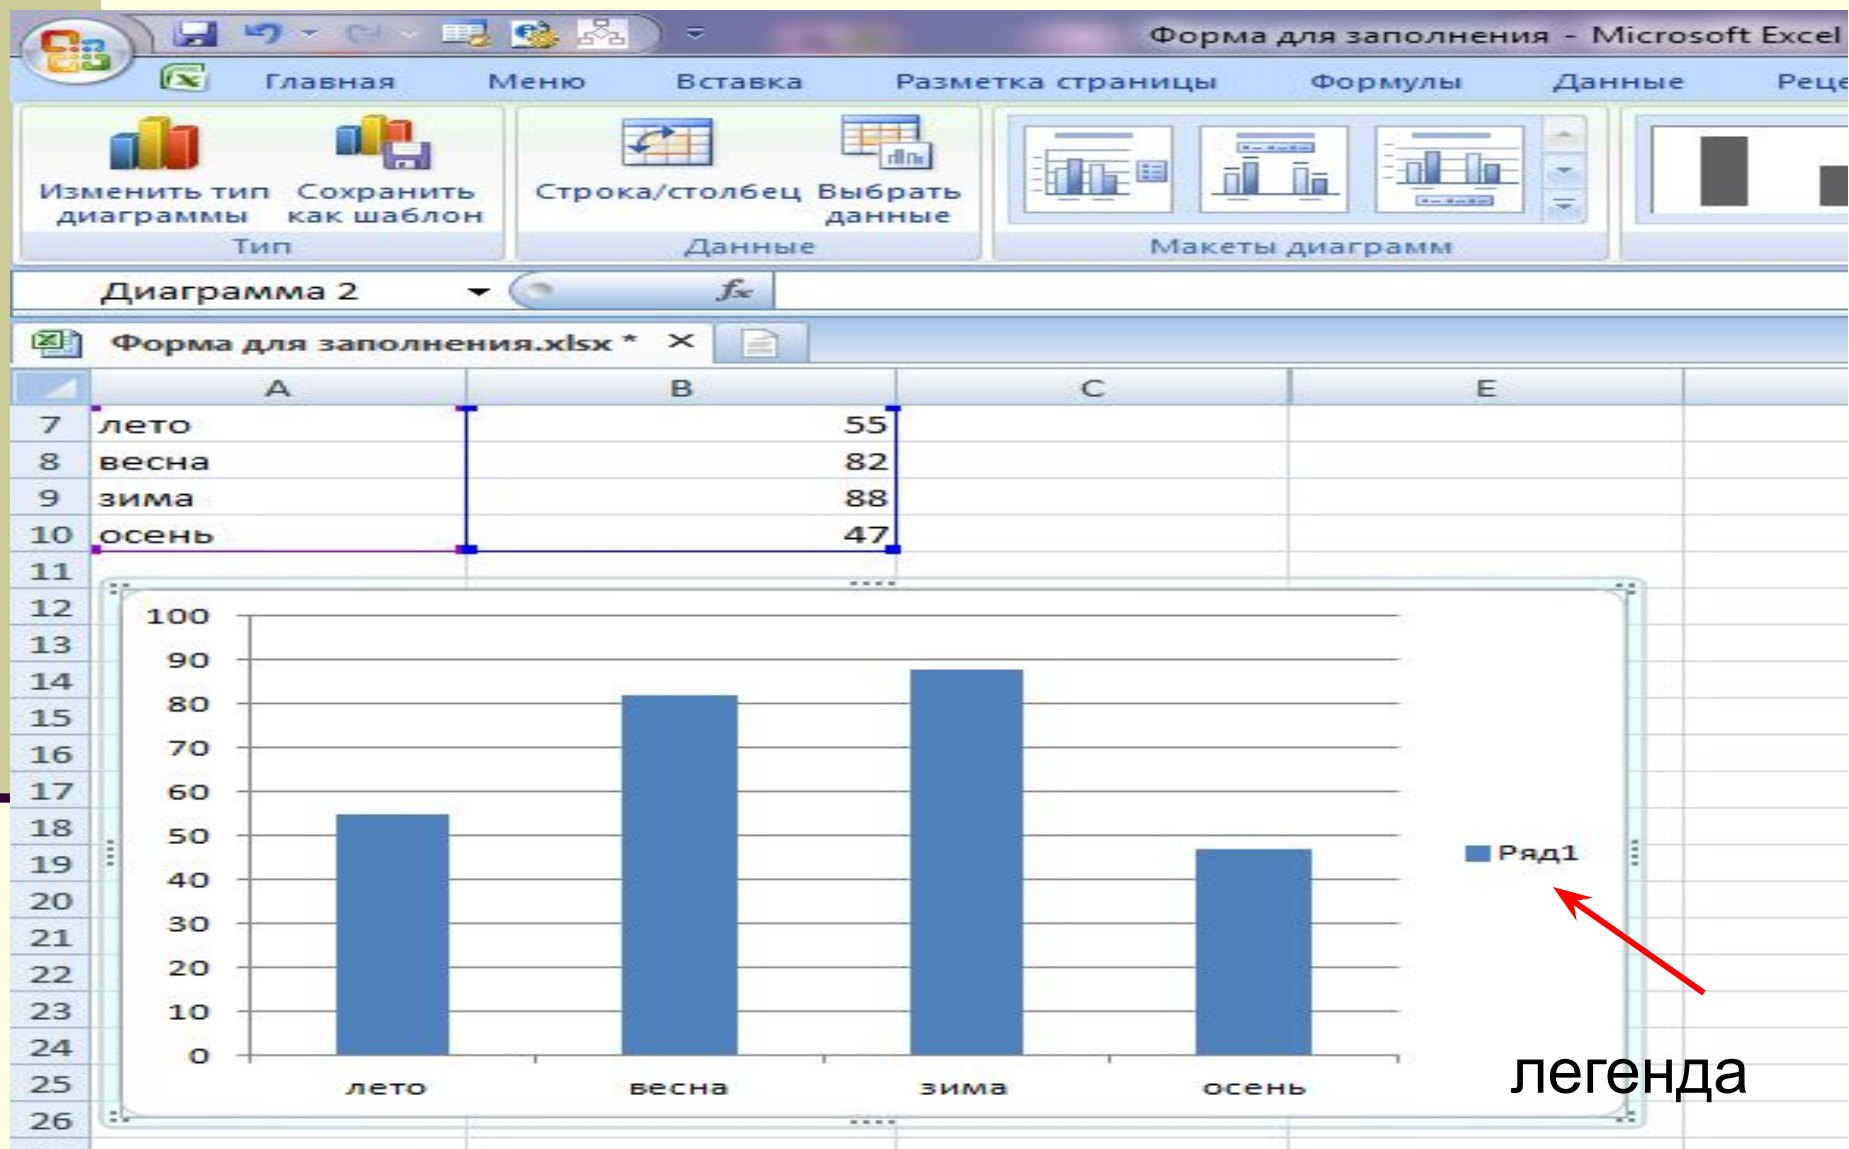 Форма для заполнения - Microsoft Excel
Главная Меню Вставка Разметка страницы Формулы Данные Реце
Изменить тип диаграммы Сохранить как шаблон Строка/столбец Выбрать данные
Тип Данные Макеты диаграмм
Диаграмма 2 fx
Форма для заполнения.xlsx *
A B C E
7 лето 55
8 весна 82
9 зима 88
10 осень 47
11
12
13
14
15
16
17
18
19
20
21
22
23
24
25
26
100
90
80
70
60
50
40
30
20
10
0
лето весна зима осень
Ряд1
легенда